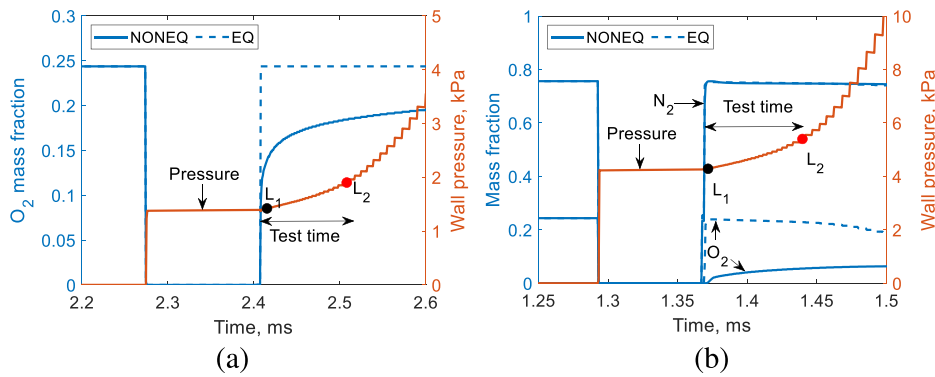 NONEQ EQ
O2 mass fraction
0.3
0.25
0.2
0.15
0.1
0.05
0
Pressure
L1
L2
Test time
5
4
3
2
1
0
Wall pressure, kPa
2.2 2.3 2.4 2.5 2.6
Time, ms
(a)
NONEQ EQ
Mass fraction
1
0.8
0.6
0.4
0.2
0
N2
Test time
Pressure
L1
L2
O2
10
8
6
4
2
0
Wall pressure, kPa
1.25 1.3 1.35 1.4 1.45 1.5
Time, ms
(b)